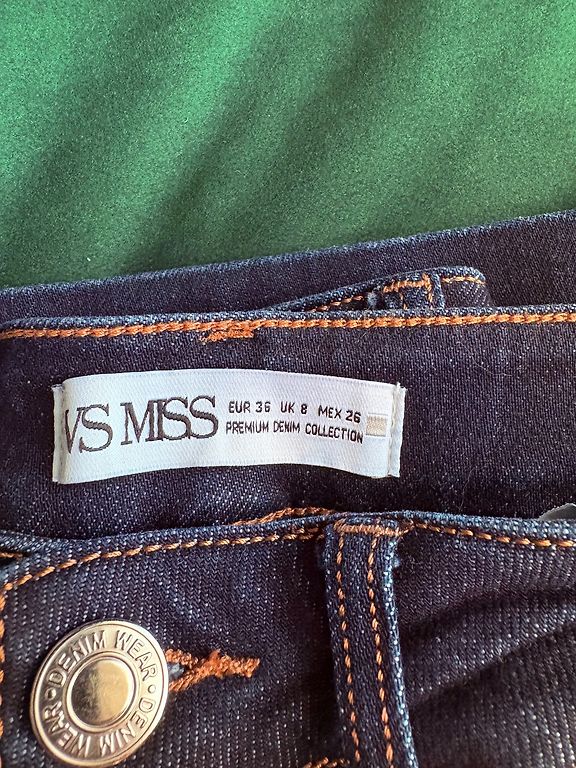 VS MISS
EUR 36 UK 8 MEX 26
PREMIUM DENIM COLLECTION
DENIM WEAR • DENIM WEAR •